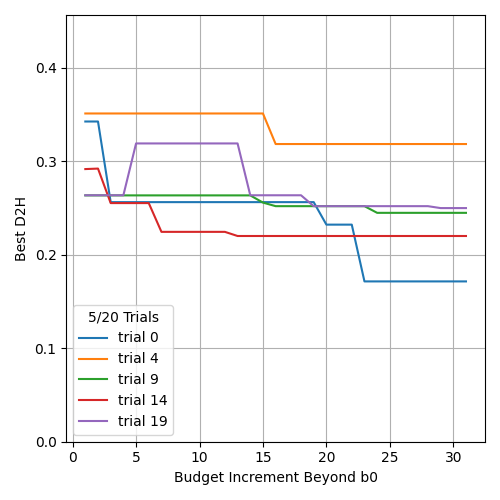 0.4
0.3
0.2
0.1
0.0
Best D2H
5/20 Trials
trial 0
trial 4
trial 9
trial 14
trial 19
0 5 10 15 20 25 30
Budget Increment Beyond b0